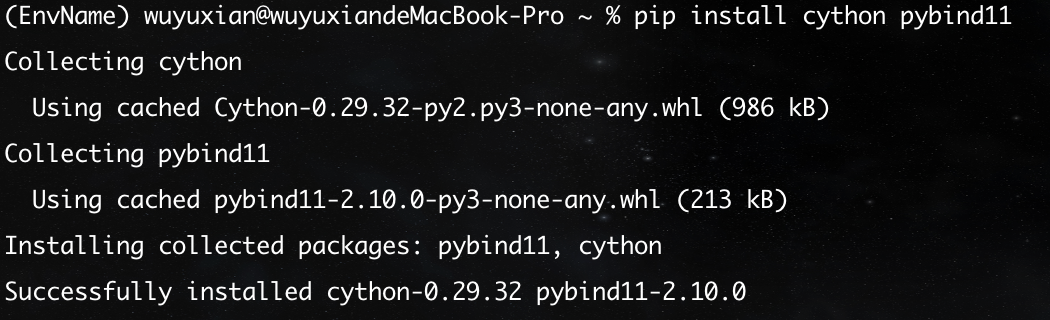 (EnvName) wuyuxian@wuyuxiandeMacBook-Pro ~ % pip install cython pybind11
Collecting cython
  Using cached Cython-0.29.32-py2.py3-none-any.whl (986 kB)
Collecting pybind11
  Using cached pybind11-2.10.0-py3-none-any.whl (213 kB)
Installing collected packages: pybind11, cython
Successfully installed cython-0.29.32 pybind11-2.10.0